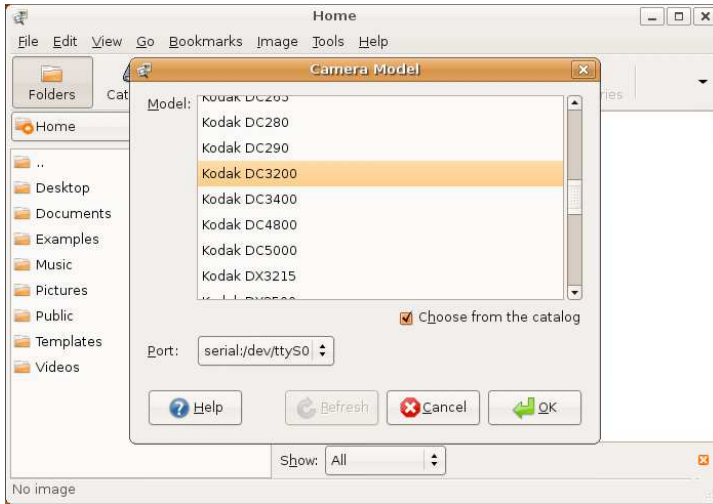 Home
File Edit View Go Bookmarks Image Tools Help
Camera Model
Folders
Model:
Kodak DC265
Kodak DC280
Home
Kodak DC290
..
Kodak DC3200
Desktop
Kodak DC3400
Documents
Kodak DC4800
Examples
Kodak DC5000
Music
Kodak DX3215
Pictures
Public
Choose from the catalog
Templates
Port: serial:/dev/ttyS0
Videos
Help Refresh Cancel OK
Show: All
No image